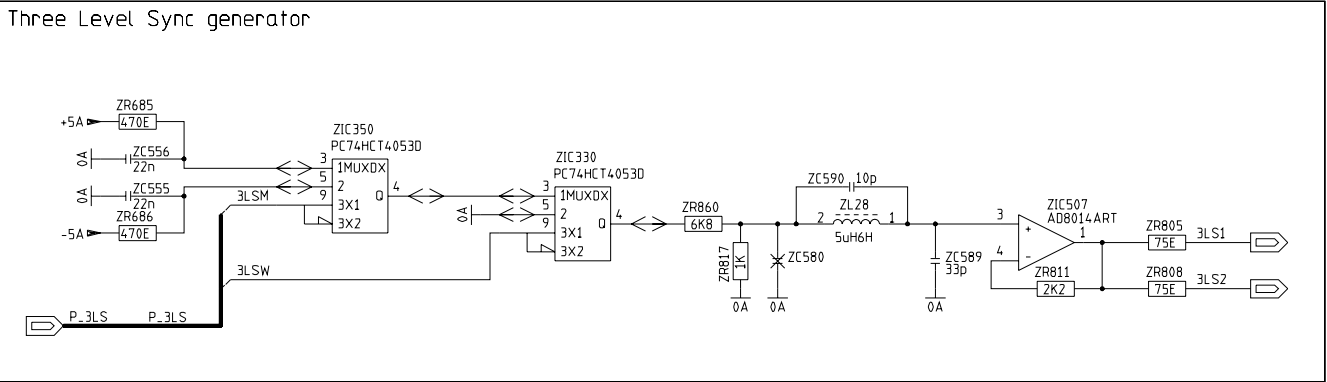 Three Level Sync generator
ZR685
+5A 470E
0A ZC556
22n
0A ZC555
22n
ZR686
-5A 470E
3LSM
3LSW
P_3LS P_3LS
ZIC350
PC74HCT4053D
3 1MUXDX
5 2
9 3X1
3X2
Q 4
ZIC330
PC74HCT4053D
0A
3 1MUXDX
5 2
9 3X1
3X2
Q 4
ZR860
6K8
ZR817 1K
0A
ZC580
0A
ZC590 10p
ZL28
2 1
5uH6H
ZC589
33p
0A
ZIC507
AD8014ART
3 +
4 -
1
ZR811
2K2
ZR805
75E 3LS1
ZR808
75E 3LS2